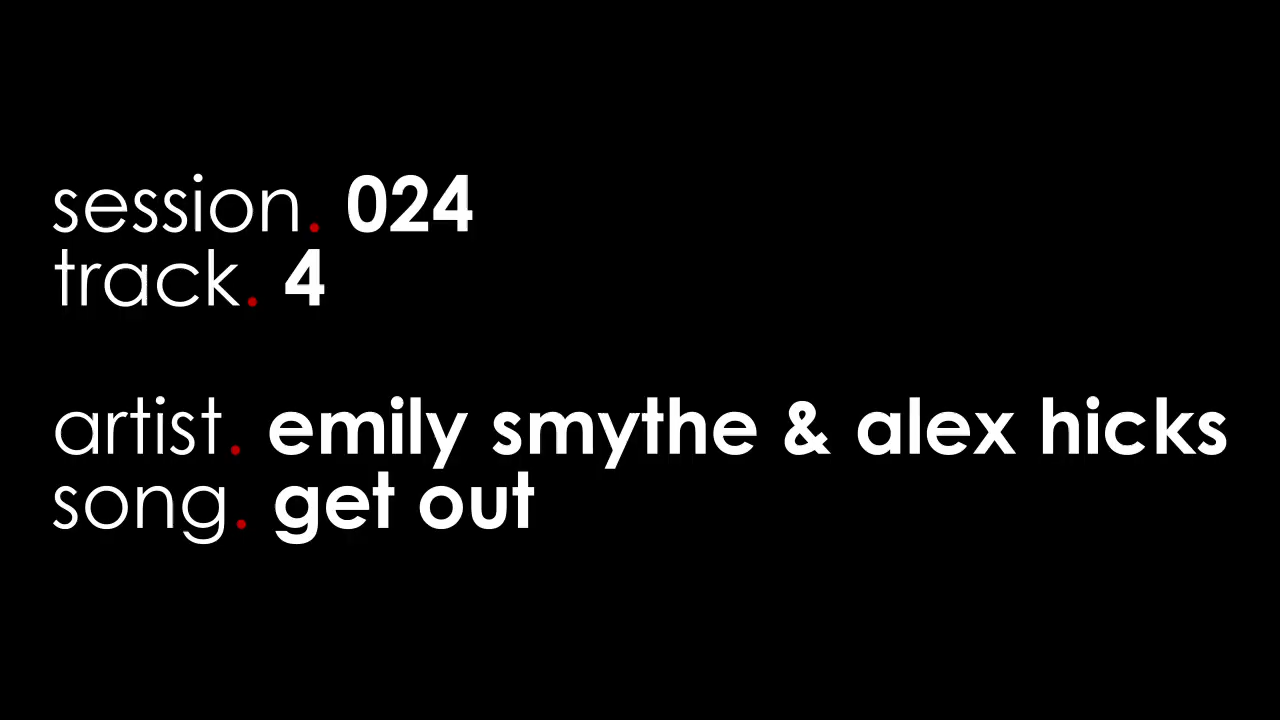 session. 024
track. 4
artist. emily smythe & alex hicks
song. get out